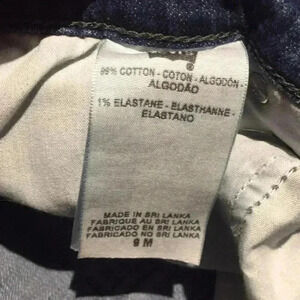 ®
99% COTTON - COTON - ALGODÓN -
ALGODÃO
1% ELASTANE - ELASTHANNE -
ELASTANO
MADE IN SRI LANKA
FABRIQUE AU SRI LANKA
FABRICADO EN SRI LANKA
FABRICADO NO SRI LANKA
9 M